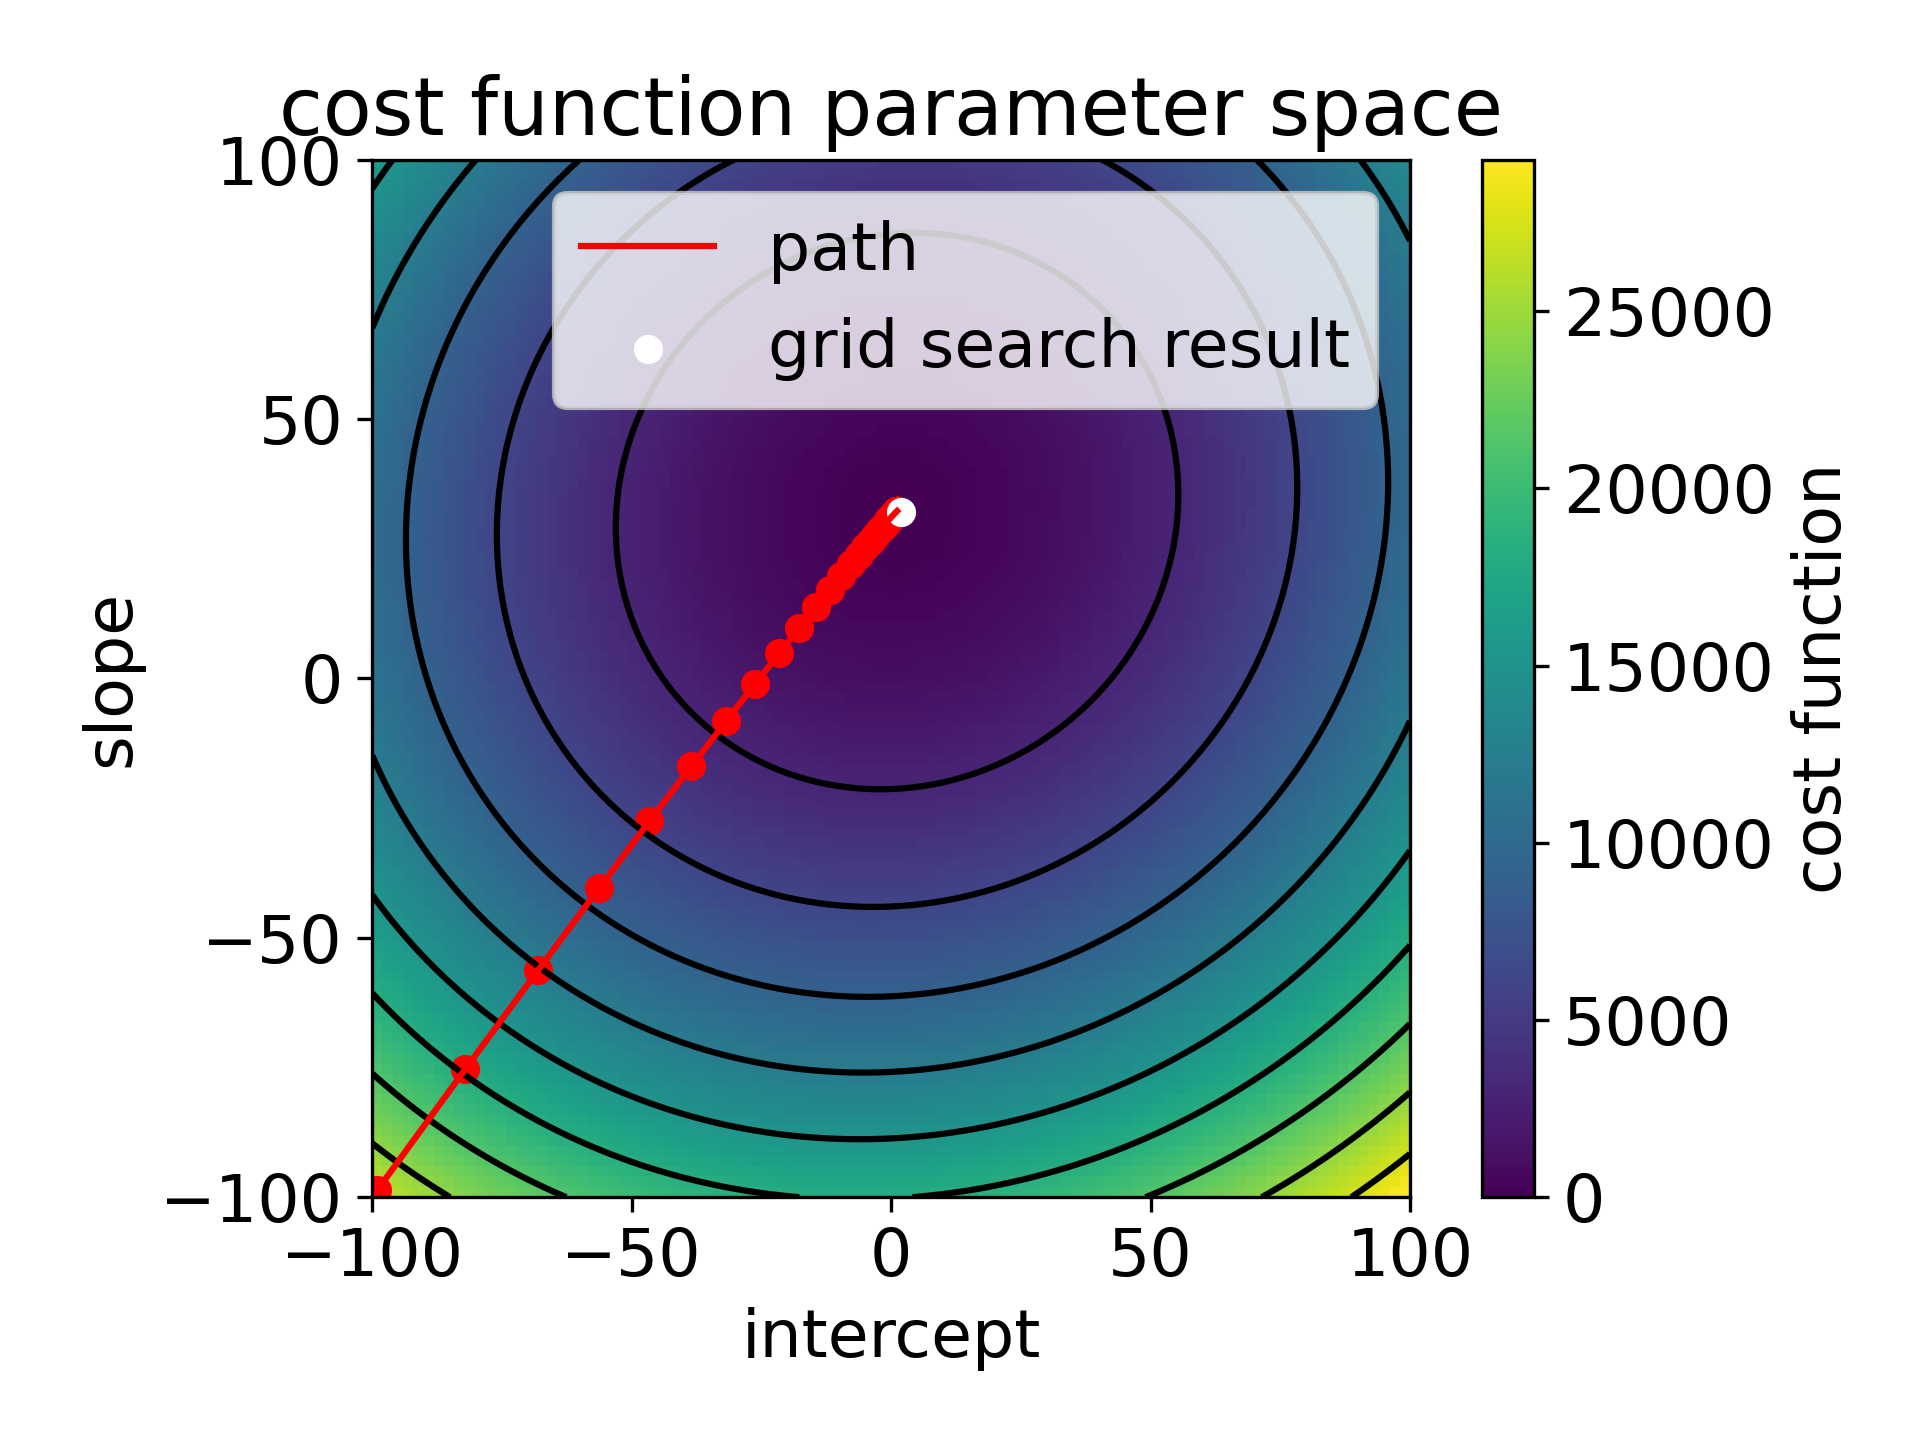 cost function parameter space
path
grid search result
100
50
0
−50
−100
slope
−100
−50
0
50
100
intercept
25000
20000
15000
10000
5000
0
cost function